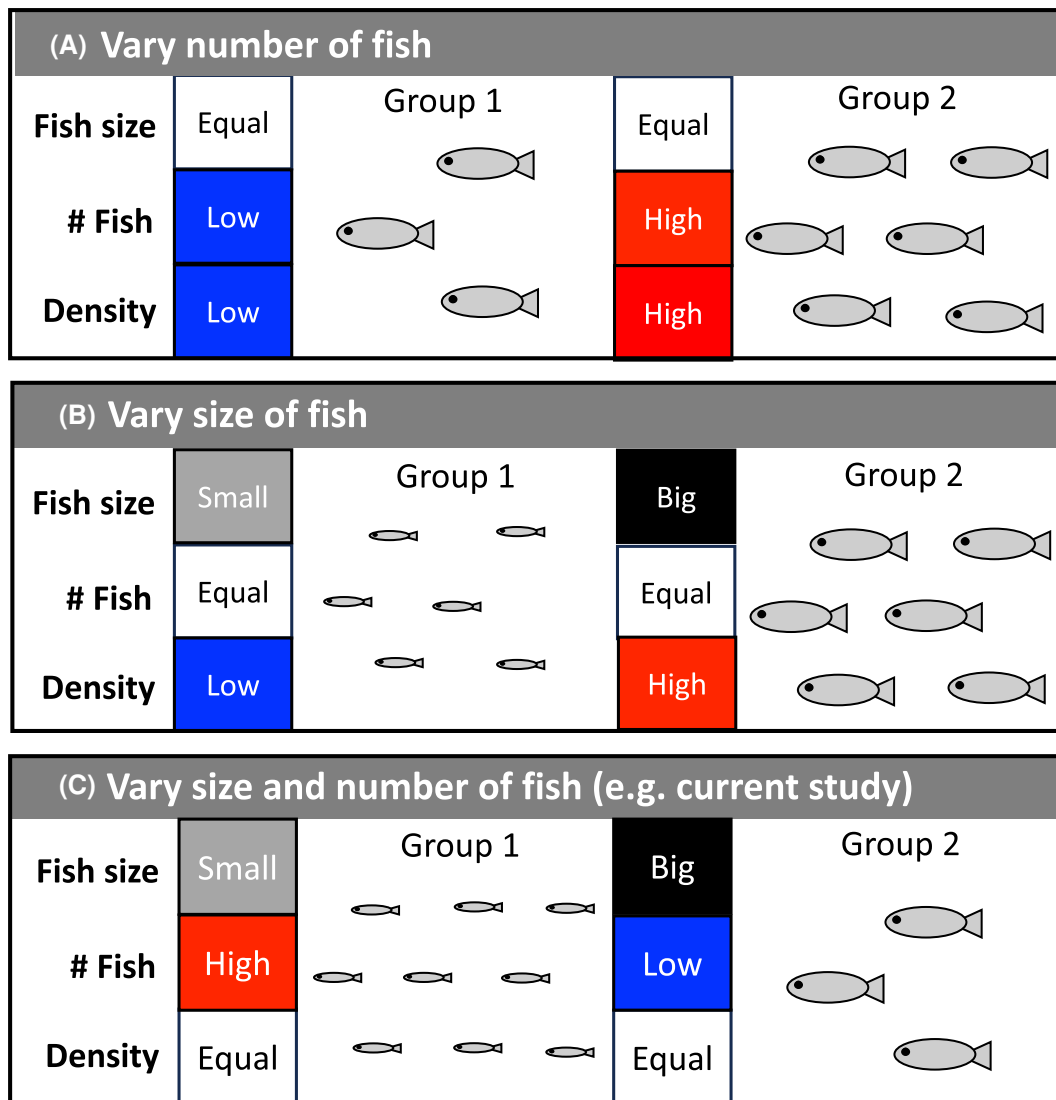 (A) Vary number of fish
Group 1
Group 2
Fish size
Equal
Equal
# Fish
Low
High
Density
Low
High
(B) Vary size of fish
Group 1
Group 2
Fish size
Small
Big
# Fish
Equal
Equal
Density
Low
High
(C) Vary size and number of fish (e.g. current study)
Group 1
Group 2
Fish size
Small
Big
# Fish
High
Low
Density
Equal
Equal